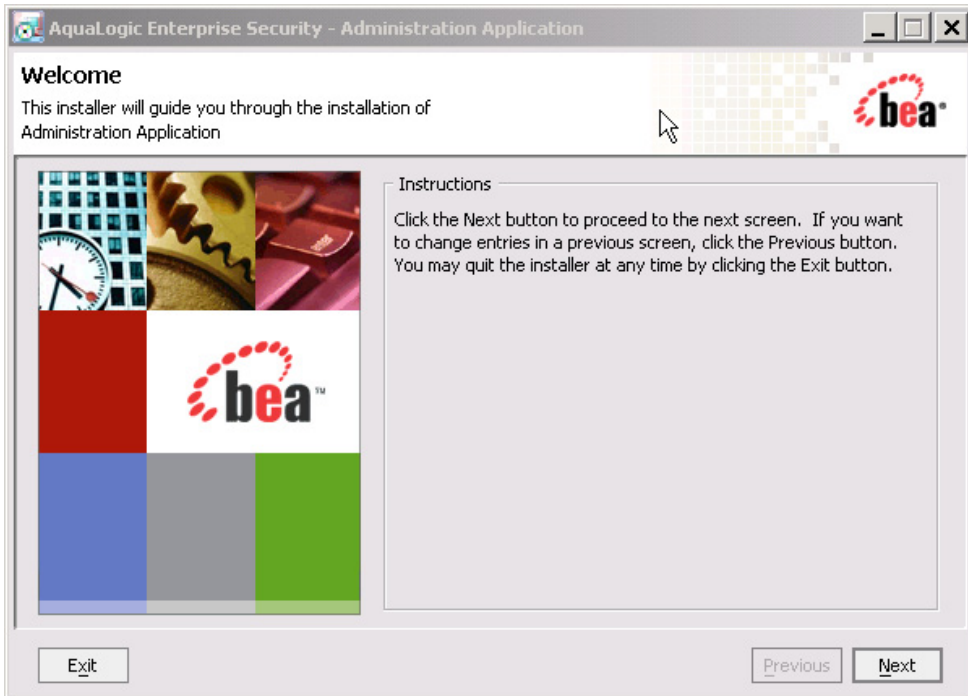 AquaLogic Enterprise Security - Administration Application
Welcome
This installer will guide you through the installation of
Administration Application
bea
Instructions
Click the Next button to proceed to the next screen.  If you want
to change entries in a previous screen, click the Previous button.
You may quit the installer at any time by clicking the Exit button.
enter
bea™
Exit
Previous
Next